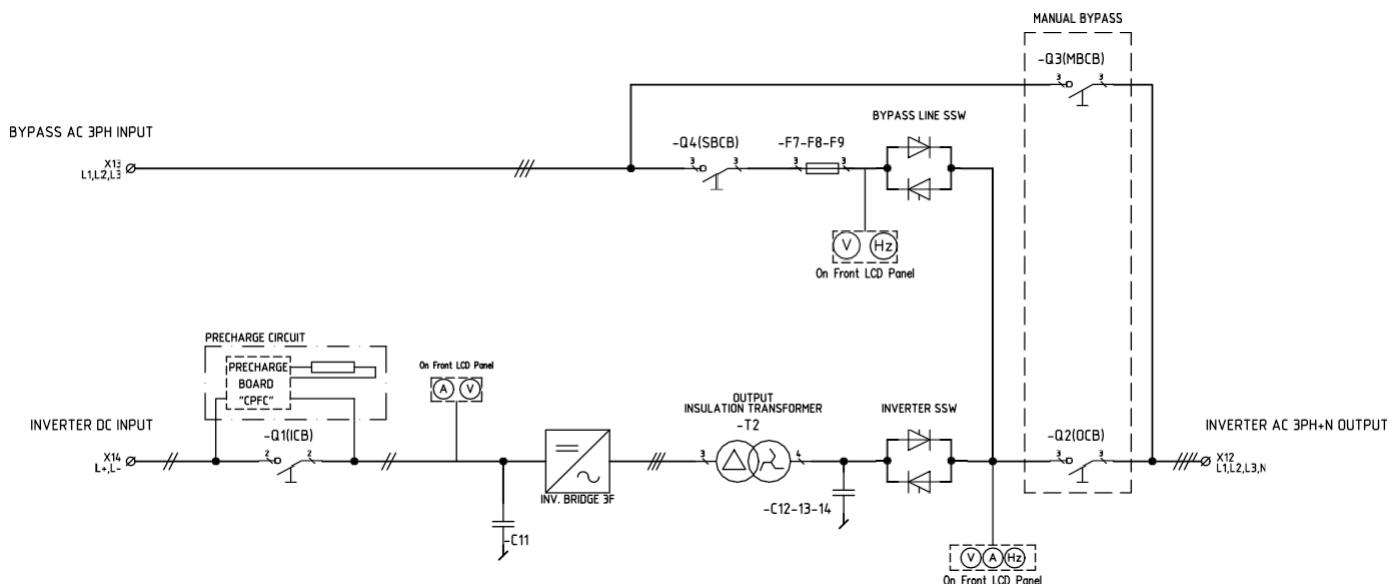 MANUAL BYPASS
-Q3(MBCB)
3 3
BYPASS AC 3PH INPUT
X13
L1,L2,L3
-Q4(SBCB)
3 3
-F7-F8-F9
3 3
BYPASS LINE SSW
V Hz
On Front LCD Panel
PRECHARGE CIRCUIT
PRECHARGE
BOARD
"CPFC"
On Front LCD Panel
A V
INVERTER DC INPUT
X14
L+,L-
-Q1(ICB)
2 2
INV. BRIDGE 3F
OUTPUT
INSULATION TRANSFORMER
-T2
3 4
INVERTER SSW
-Q2(OCB)
3 3
INVERTER AC 3PH+N OUTPUT
X12
L1,L2,L3,N
-C11
-C12-13-14
V A Hz
On Front LCD Panel